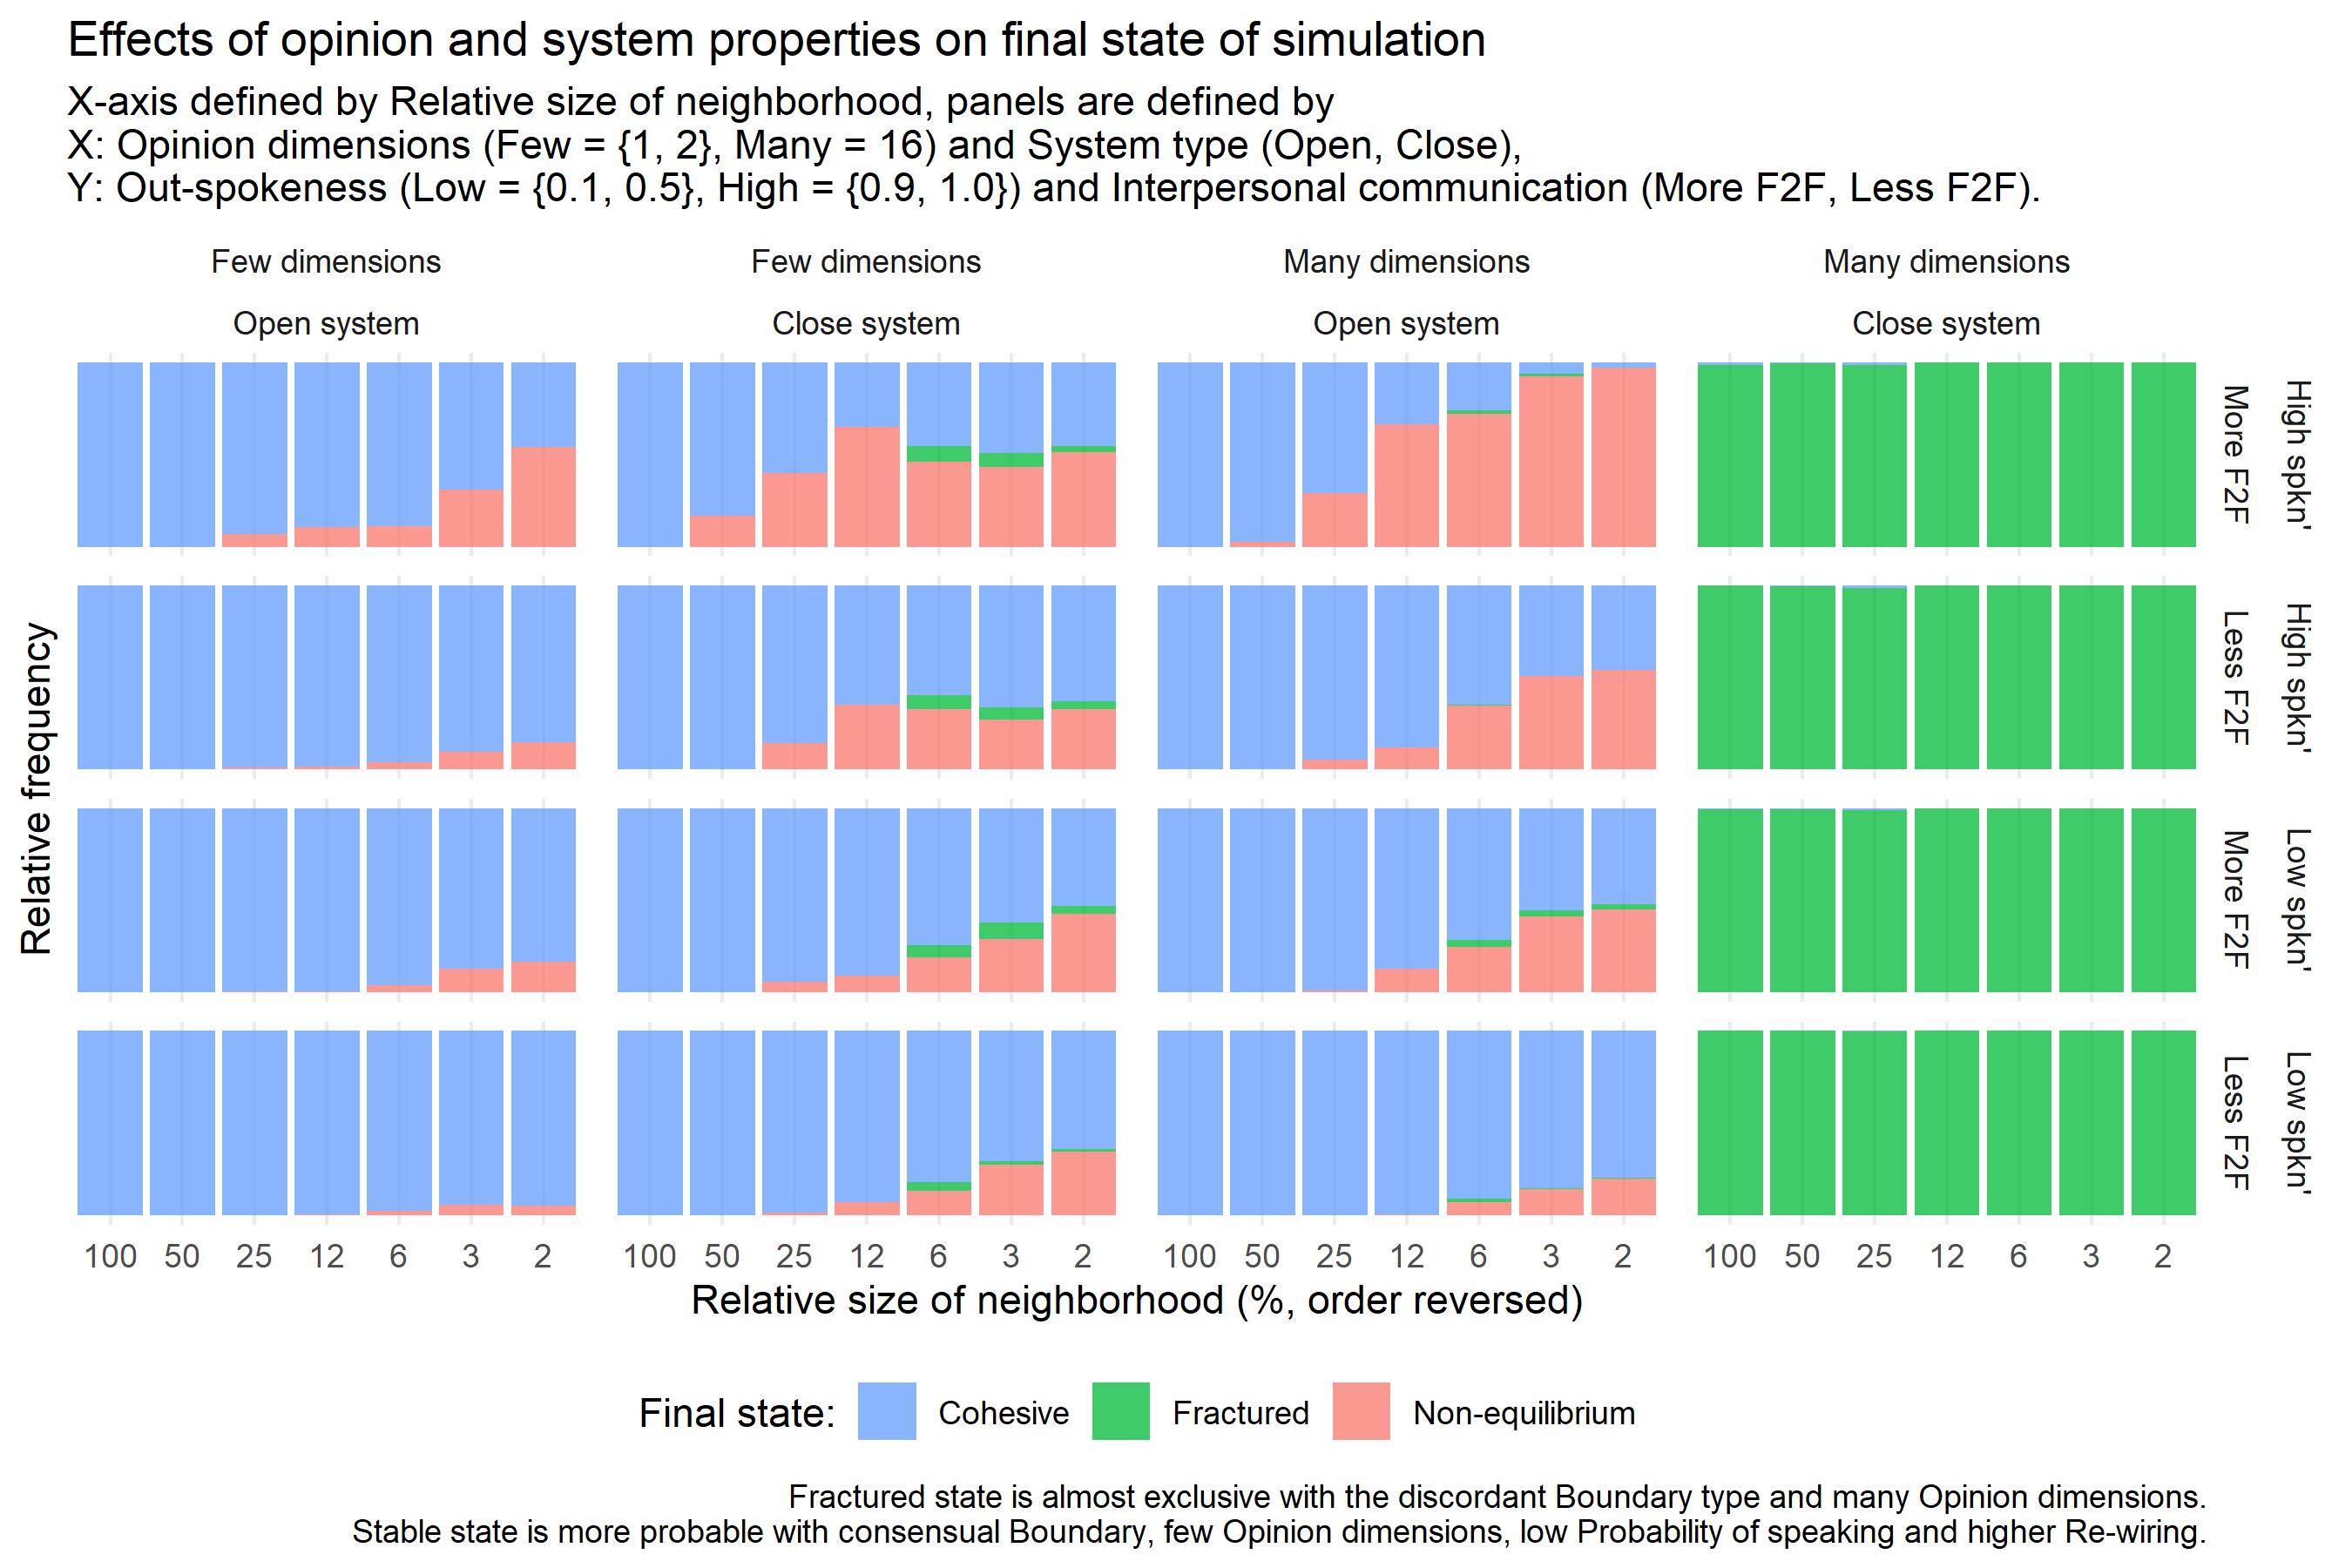 Effects of opinion and system properties on final state of simulation
X-axis defined by Relative size of neighborhood, panels are defined by
X: Opinion dimensions (Few = {1, 2}, Many = 16) and System type (Open, Close),
Y: Out-spokeness (Low = {0.1, 0.5}, High = {0.9, 1.0}) and Interpersonal communication (More F2F, Less F2F).
Few dimensions Few dimensions Many dimensions Many dimensions
Open system Close system Open system Close system
More F2F
High spkn'
Less F2F
High spkn'
More F2F
Low spkn'
Less F2F
Low spkn'
Relative frequency
100 50 25 12 6 3 2 100 50 25 12 6 3 2 100 50 25 12 6 3 2 100 50 25 12 6 3 2
Relative size of neighborhood (%, order reversed)
Final state: Cohesive Fractured Non-equilibrium
Fractured state is almost exclusive with the discordant Boundary type and many Opinion dimensions.
Stable state is more probable with consensual Boundary, few Opinion dimensions, low Probability of speaking and higher Re-wiring.